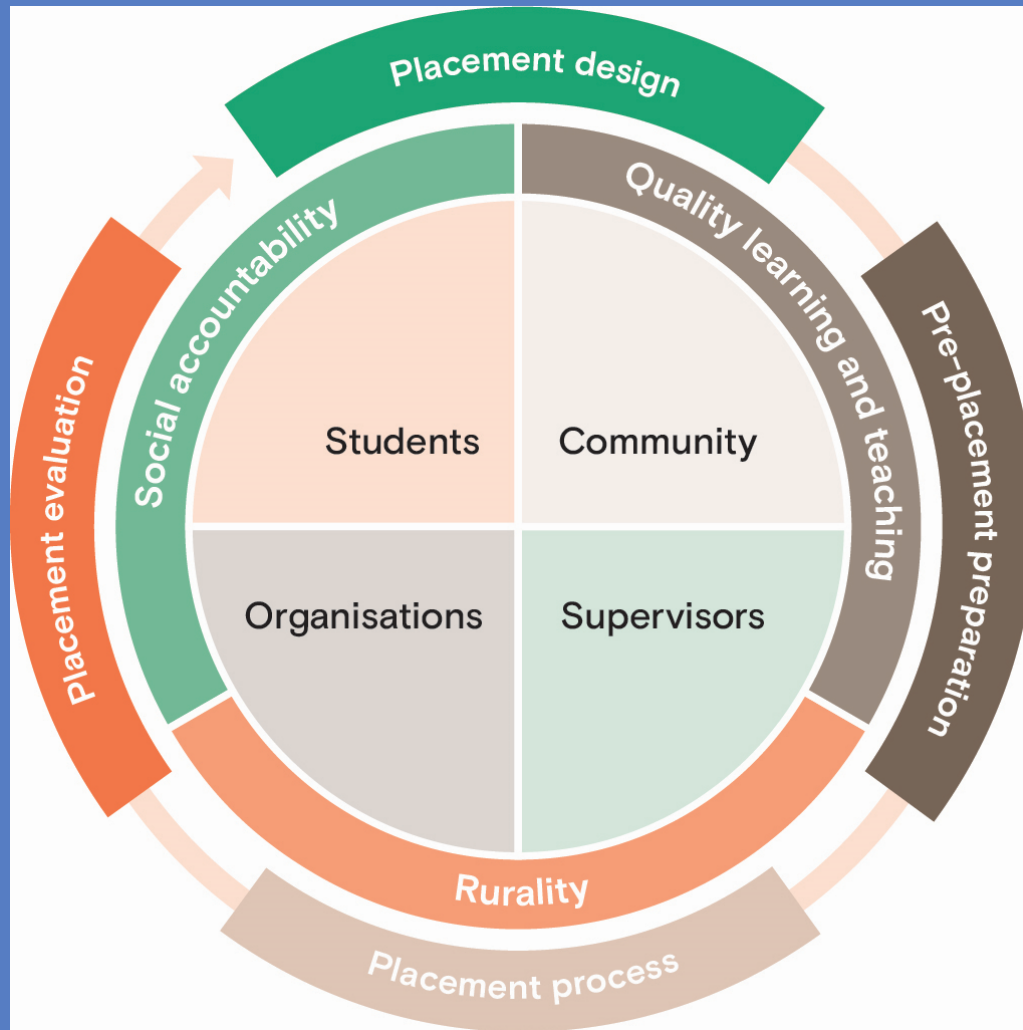 Placement design
Quality learning and teaching
Pre-placement preparation
Social accountability
Placement evaluation
Students
Community
Organisations
Supervisors
Rurality
Placement process